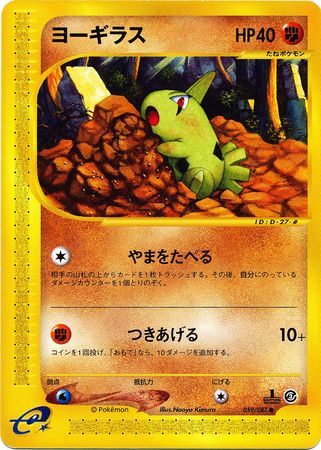 ヨーギラス HP40
たねポケモン
ID:D-27-#
やまをたべる
相手の山札の上からカードを1枚トラッシュする。その後、自分にのっている
ダメージカウンターを1個とりのぞく。
つきあげる 10+
コインを1回投げ、「おもて」なら、10ダメージを追加する。
弱点 抵抗力 にげる
©Pokémon Illus.Naoyo Kimura 059/087 ●
1 EDITION
e